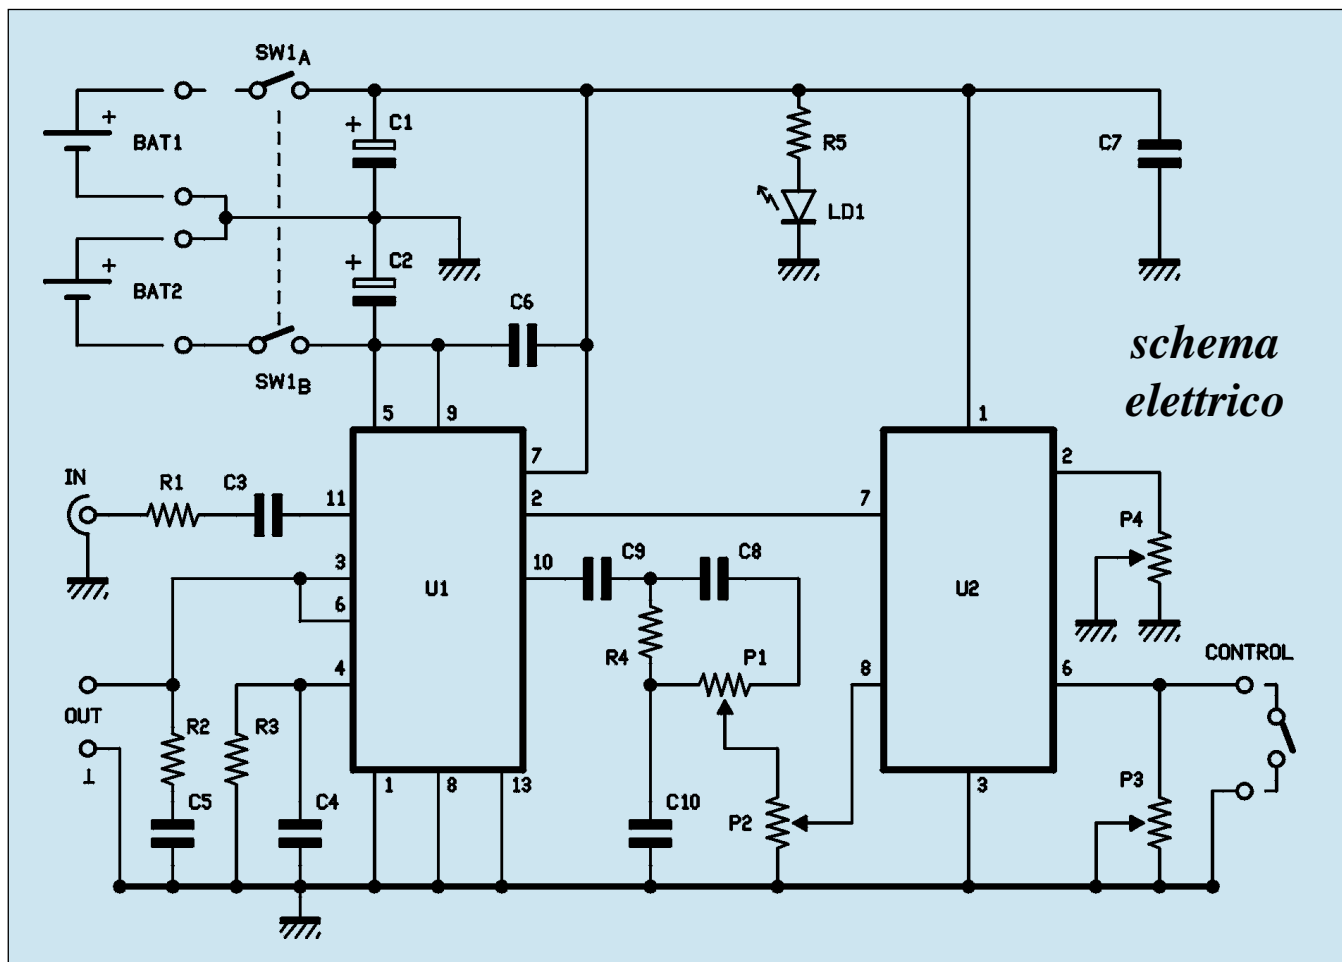 SW1A
+ C1
+ BAT1
R5
C7
LD1
+ C2
+ BAT2
C6
SW1B
schema
elettrico
5 9 1
IN R1 C3 11 7 2 7 2 P4
3 10 C9 C8
6 U1 U2
R4 P1
4 8 6 CONTROL
OUT R2 R3
⊥
1 8 13 3 P3
C5 C4 C10 P2